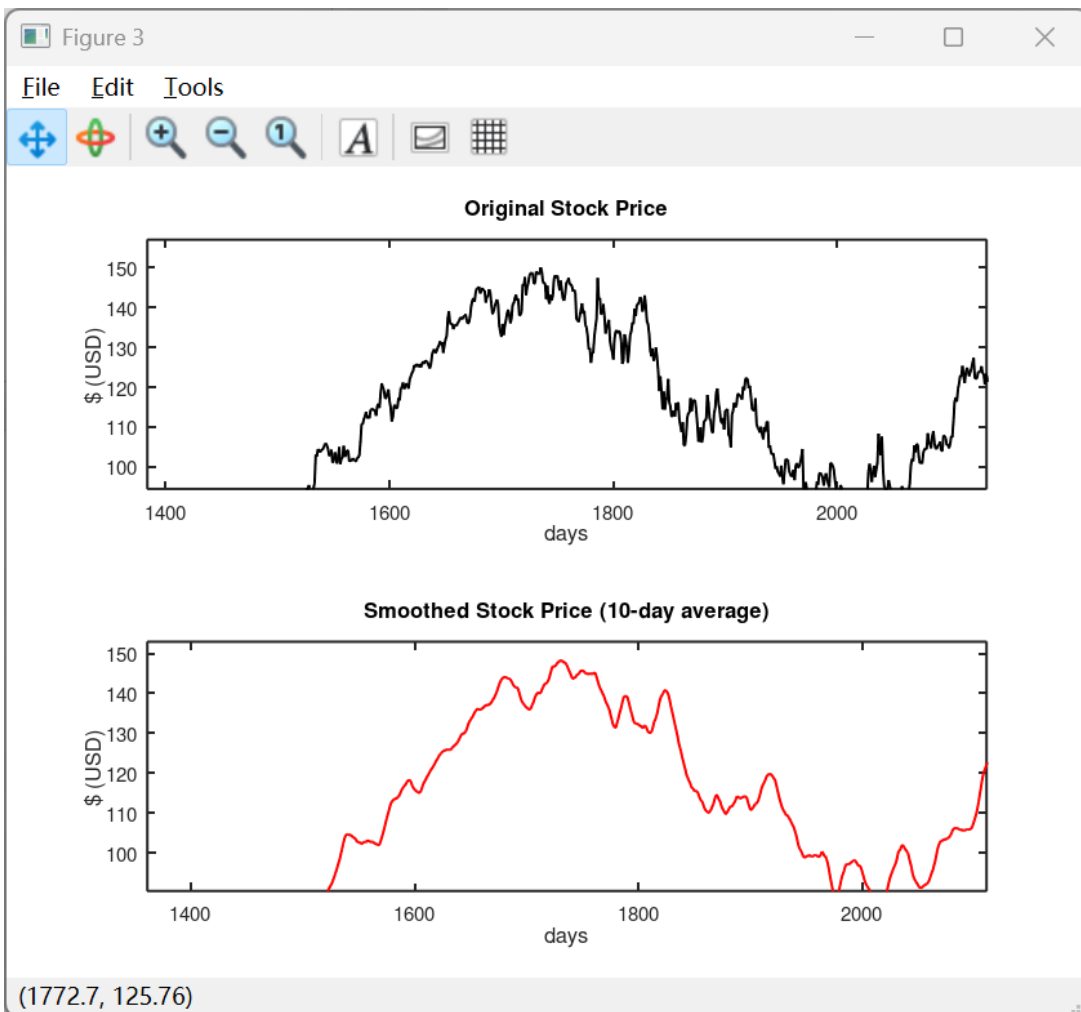 Figure 3
File Edit Tools
1
A
Original Stock Price
$ (USD)
150
140
130
120
110
100
1400 1600 1800 2000
days
Smoothed Stock Price (10-day average)
$ (USD)
150
140
130
120
110
100
1400 1600 1800 2000
days
(1772.7, 125.76)